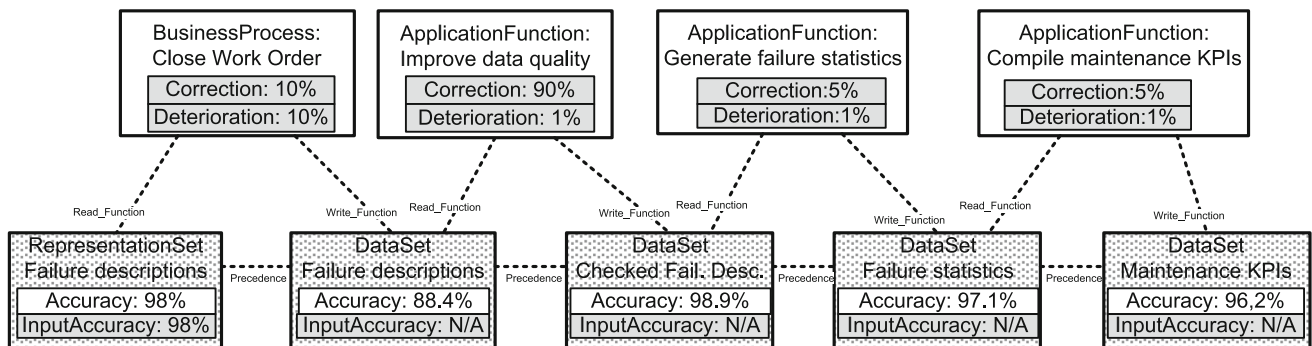 BusinessProcess:
Close Work Order
Correction: 10%
Deterioration: 10%
ApplicationFunction:
Improve data quality
Correction: 90%
Deterioration: 1%
ApplicationFunction:
Generate failure statistics
Correction:5%
Deterioration:1%
ApplicationFunction:
Compile maintenance KPIs
Correction:5%
Deterioration:1%
Read_Function
Write_Function
Read_Function
Write_Function
Read_Function
Write_Function
Read_Function
Write_Function
RepresentationSet
Failure descriptions
Accuracy: 98%
InputAccuracy: 98%
Precedence
DataSet
Failure descriptions
Accuracy: 88.4%
InputAccuracy: N/A
Precedence
DataSet
Checked Fail. Desc.
Accuracy: 98.9%
InputAccuracy: N/A
Precedence
DataSet
Failure statistics
Accuracy: 97.1%
InputAccuracy: N/A
Precedence
DataSet
Maintenance KPIs
Accuracy: 96,2%
InputAccuracy: N/A